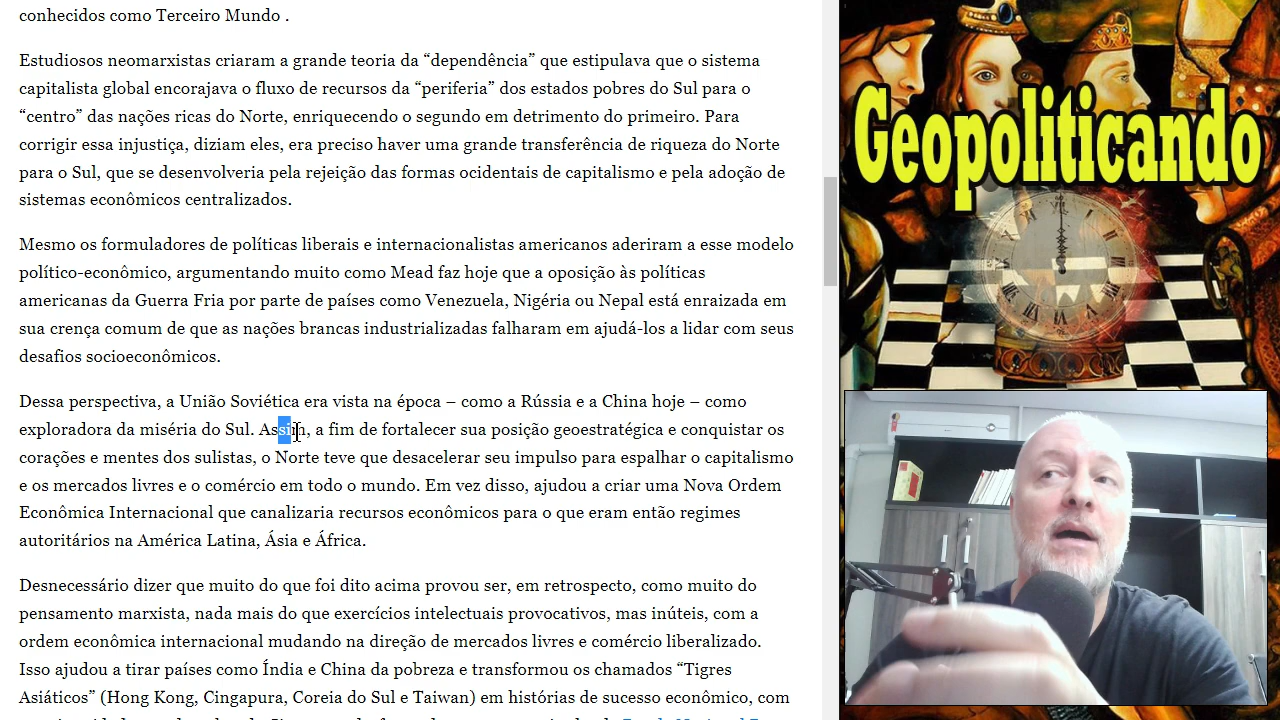 conhecidos como Terceiro Mundo .
Estudiosos neomarxistas criaram a grande teoria da “dependência” que estipulava que o sistema
capitalista global encorajava o fluxo de recursos da “periferia” dos estados pobres do Sul para o
“centro” das nações ricas do Norte, enriquecendo o segundo em detrimento do primeiro. Para
corrigir essa injustiça, diziam eles, era preciso haver uma grande transferência de riqueza do Norte
para o Sul, que se desenvolveria pela rejeição das formas ocidentais de capitalismo e pela adoção de
sistemas econômicos centralizados.
Mesmo os formuladores de políticas liberais e internacionalistas americanos aderiram a esse modelo
político-econômico, argumentando muito como Mead faz hoje que a oposição às políticas
americanas da Guerra Fria por parte de países como Venezuela, Nigéria ou Nepal está enraizada em
sua crença comum de que as nações brancas industrializadas falharam em ajudá-los a lidar com seus
desafios socioeconômicos.
Dessa perspectiva, a União Soviética era vista na época – como a Rússia e a China hoje – como
exploradora da miséria do Sul. Assim, a fim de fortalecer sua posição geoestratégica e conquistar os
corações e mentes dos sulistas, o Norte teve que desacelerar seu impulso para espalhar o capitalismo
e os mercados livres e o comércio em todo o mundo. Em vez disso, ajudou a criar uma Nova Ordem
Econômica Internacional que canalizaria recursos econômicos para o que eram então regimes
autoritários na América Latina, Ásia e África.
Desnecessário dizer que muito do que foi dito acima provou ser, em retrospecto, como muito do
pensamento marxista, nada mais do que exercícios intelectuais provocativos, mas inúteis, com a
ordem econômica internacional mudando na direção de mercados livres e comércio liberalizado.
Isso ajudou a tirar países como Índia e China da pobreza e transformou os chamados “Tigres
Asiáticos” (Hong Kong, Cingapura, Coreia do Sul e Taiwan) em histórias de sucesso econômico, com
Geopoliticando